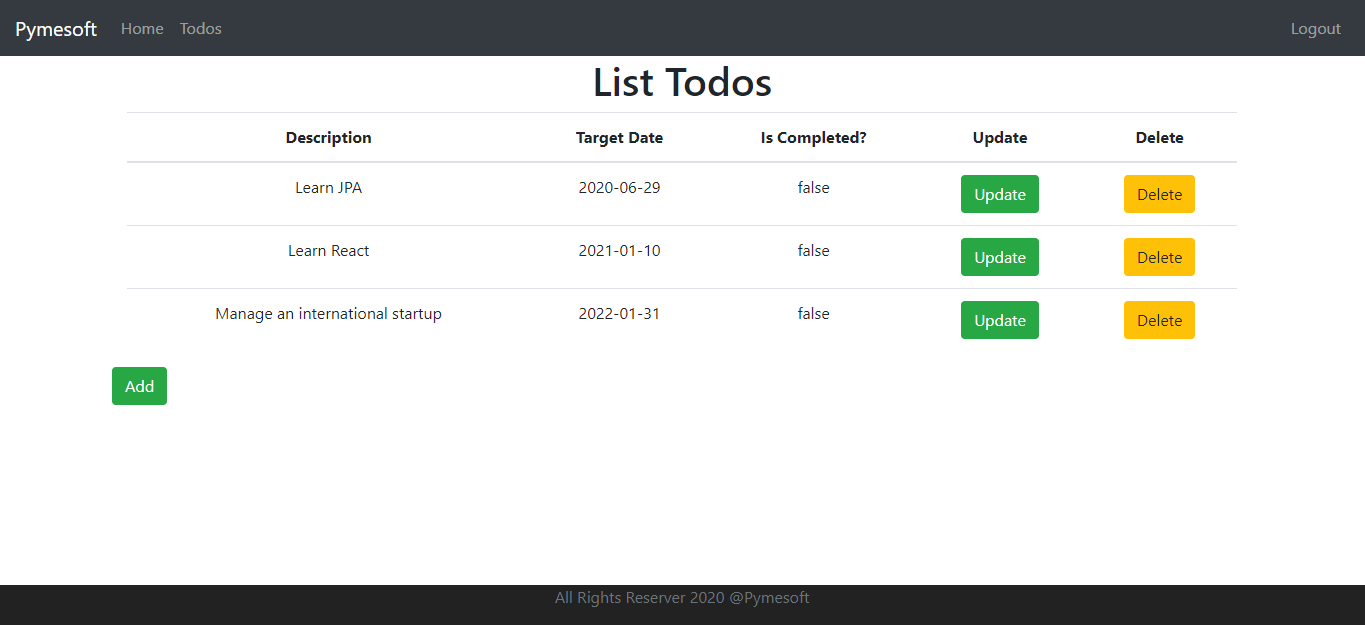 Pymesoft Home Todos Logout
List Todos
Description Target Date Is Completed? Update Delete
Learn JPA 2020-06-29 false Update Delete
Learn React 2021-01-10 false Update Delete
Manage an international startup 2022-01-31 false Update Delete
Add
All Rights Reserver 2020 @Pymesoft